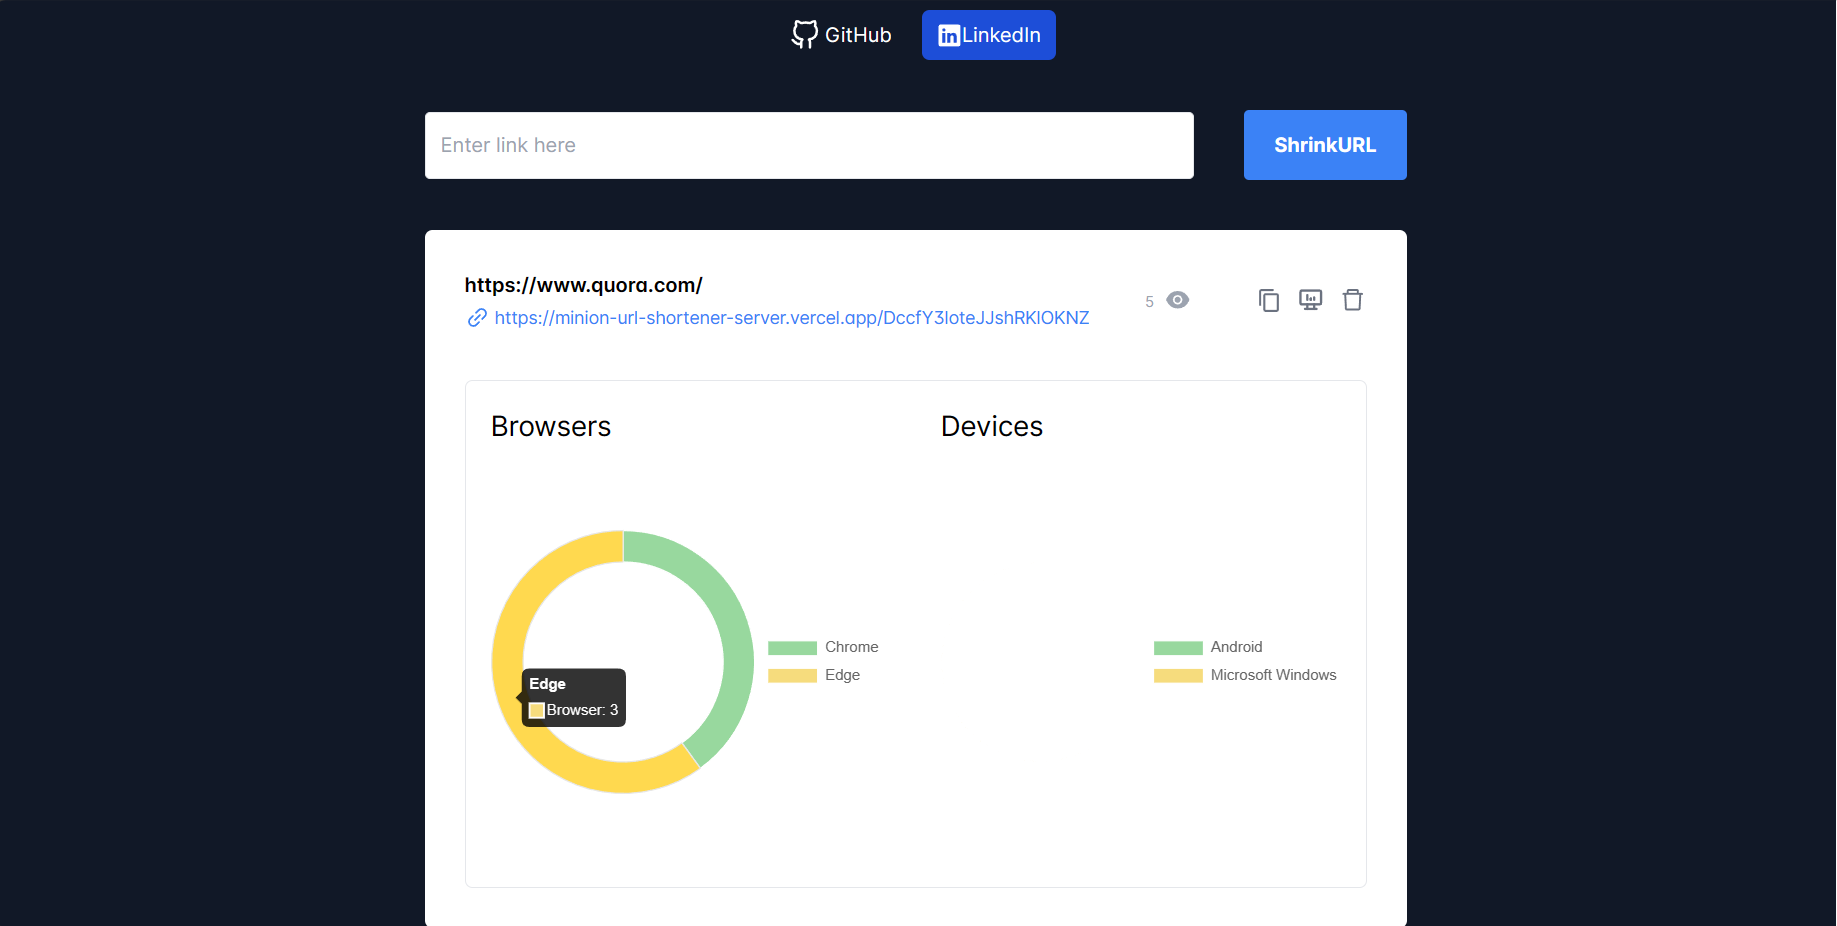 GitHub
LinkedIn
Enter link here
ShrinkURL
https://www.quora.com/
https://minion-url-shortener-server.vercel.app/DccfY3loteJJshRKlOKNZ
5
Browsers
Devices
Chrome
Edge
Edge
Browser: 3
Android
Microsoft Windows